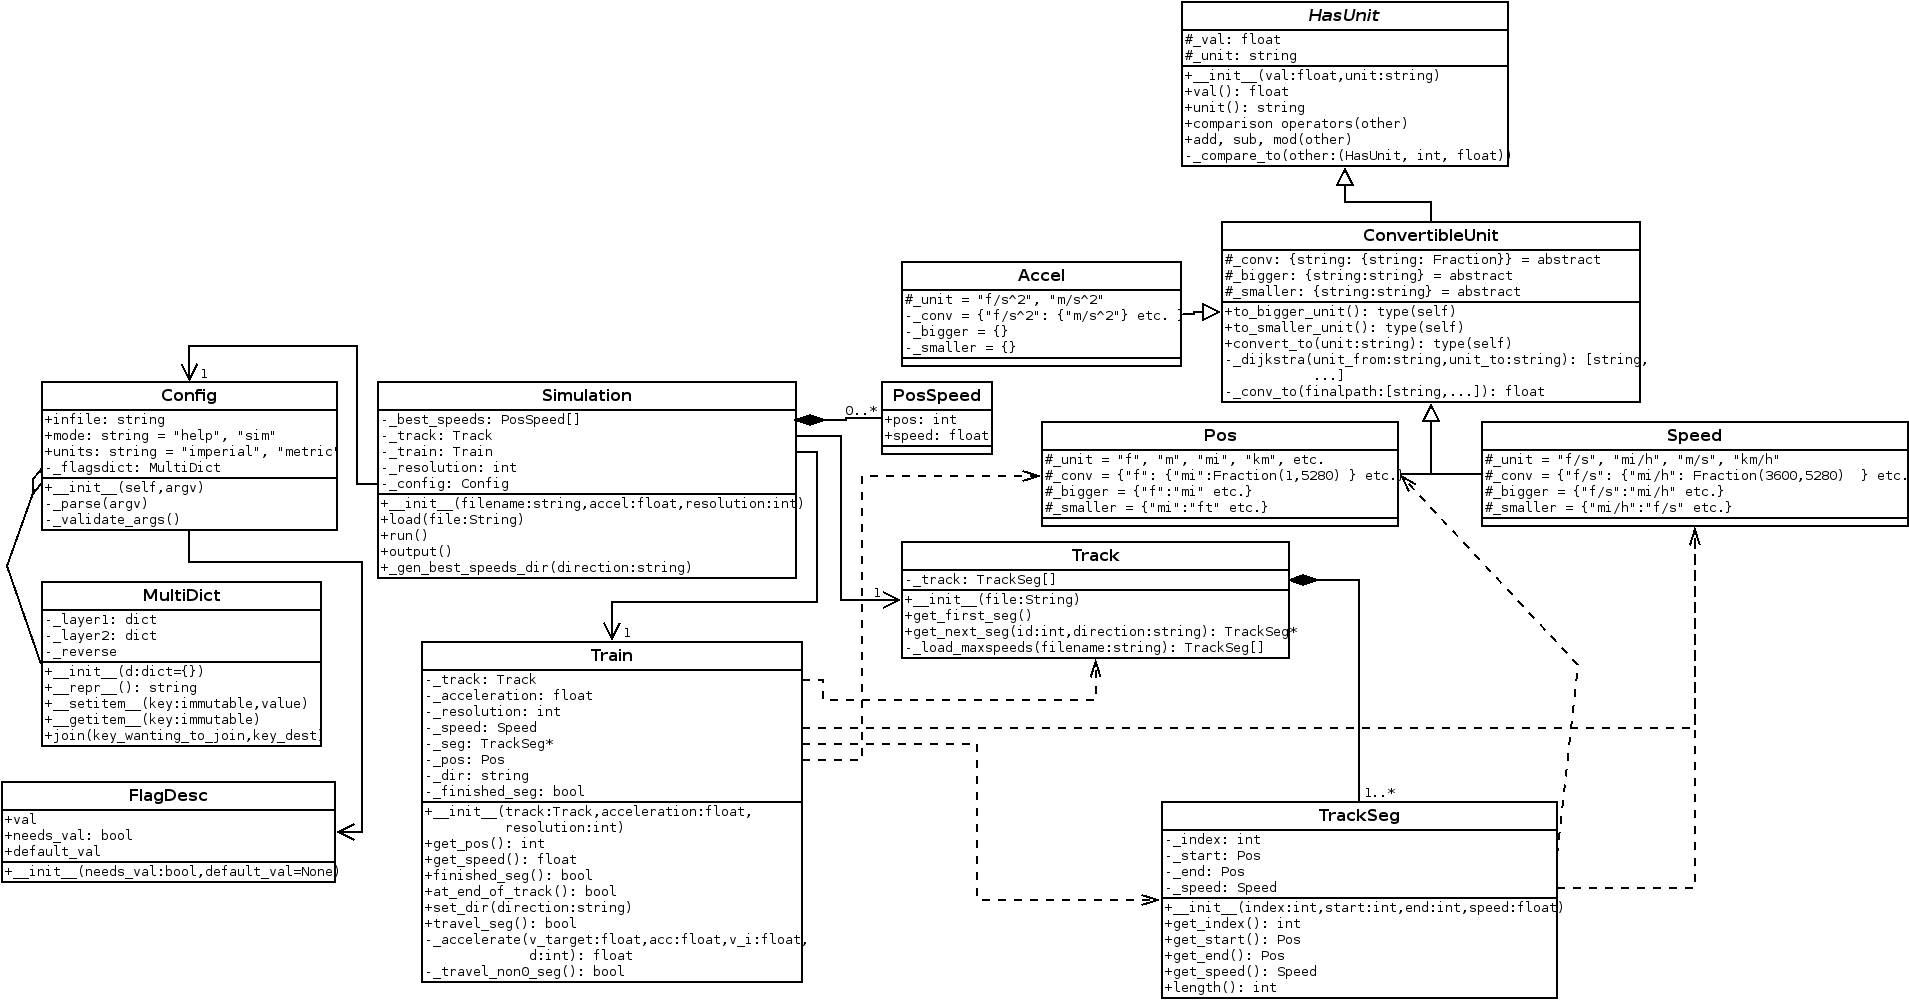 HasUnit
#_val: float
#_unit: string
+__init__(val:float,unit:string)
+val(): float
+unit(): string
+comparison operators(other)
+add, sub, mod(other)
-_compare_to(other:(HasUnit, int, float))
ConvertibleUnit
#_conv: {string: {string: Fraction}} = abstract
#_bigger: {string:string} = abstract
#_smaller: {string:string} = abstract
+to_bigger_unit(): type(self)
+to_smaller_unit(): type(self)
+convert_to(unit:string): type(self)
-_dijkstra(unit_from:string,unit_to:string): [string,
...]
-_conv_to(finalpath:[string,...]): float
Accel
#_unit = "f/s^2", "m/s^2"
-_conv = {"f/s^2": {"m/s^2"} etc. }
-_bigger = {}
-_smaller = {}
1
Config
+infile: string
+mode: string = "help", "sim"
+units: string = "imperial", "metric"
-_flagsdict: MultiDict
+__init__(self,argv)
-_parse(argv)
-_validate_args()
Simulation
-_best_speeds: PosSpeed[]
-_track: Track
-_train: Train
-_resolution: int
-_config: Config
+__init__(filename:string,accel:float,resolution:int)
+load(file:String)
+run()
+output()
+_gen_best_speeds_dir(direction:string)
0..*
PosSpeed
+pos: int
+speed: float
Pos
#_unit = "f", "m", "mi", "km", etc.
#_conv = {"f": {"mi":Fraction(1,5280) } etc.}
#_bigger = {"f":"mi" etc.}
#_smaller = {"mi":"ft" etc.}
Speed
#_unit = "f/s", "mi/h", "m/s", "km/h"
#_conv = {"f/s": {"mi/h": Fraction(3600,5280)  } etc.
#_bigger = {"f/s":"mi/h" etc.}
#_smaller = {"mi/h":"f/s" etc.}
1
Track
-_track: TrackSeg[]
+__init__(file:String)
+get_first_seg()
+get_next_seg(id:int,direction:string): TrackSeg*
-_load_maxspeeds(filename:string): TrackSeg[]
MultiDict
-_layer1: dict
-_layer2: dict
-_reverse
+__init__(d:dict={})
+__repr__(): string
+__setitem__(key:immutable,value)
+__getitem__(key:immutable)
+join(key_wanting_to_join,key_dest)
1
Train
-_track: Track
-_acceleration: float
-_resolution: int
-_speed: Speed
-_seg: TrackSeg*
-_pos: Pos
-_dir: string
-_finished_seg: bool
+__init__(track:Track,acceleration:float,
resolution:int)
+get_pos(): int
+get_speed(): float
+finished_seg(): bool
+at_end_of_track(): bool
+set_dir(direction:string)
+travel_seg(): bool
-_accelerate(v_target:float,acc:float,v_i:float,
d:int): float
-_travel_non0_seg(): bool
FlagDesc
+val
+needs_val: bool
+default_val
+__init__(needs_val:bool,default_val=None)
1..*
TrackSeg
-_index: int
-_start: Pos
-_end: Pos
-_speed: Speed
+__init__(index:int,start:int,end:int,speed:float)
+get_index(): int
+get_start(): Pos
+get_end(): Pos
+get_speed(): Speed
+length(): int